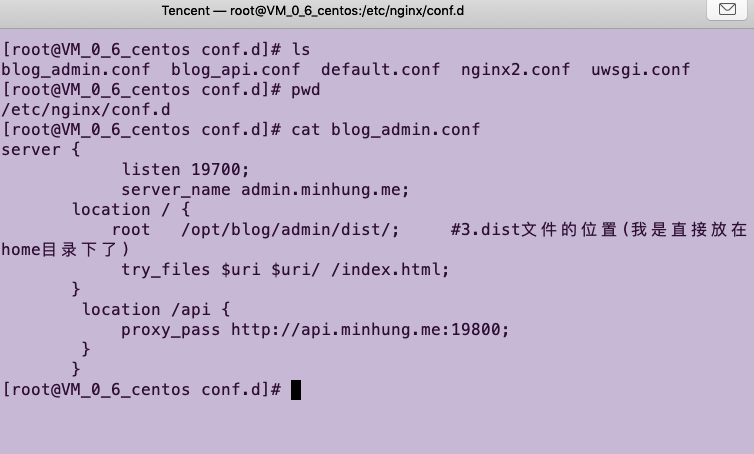 Tencent — root@VM_0_6_centos:/etc/nginx/conf.d
[root@VM_0_6_centos conf.d]# ls
blog_admin.conf  blog_api.conf  default.conf  nginx2.conf  uwsgi.conf
[root@VM_0_6_centos conf.d]# pwd
/etc/nginx/conf.d
[root@VM_0_6_centos conf.d]# cat blog_admin.conf
server {
            listen 19700;
            server_name admin.minhung.me;
       location / {
           root   /opt/blog/admin/dist/;     #3.dist文件的位置(我是直接放在
home目录下了)
            try_files $uri $uri/ /index.html;
       }
        location /api {
            proxy_pass http://api.minhung.me:19800;
        }
       }
[root@VM_0_6_centos conf.d]#